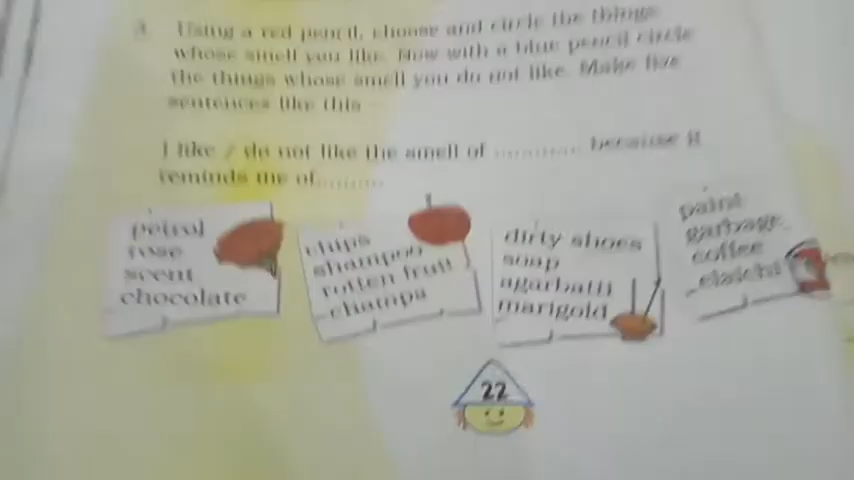 3. Using a red pencil, choose and circle the things
whose smell you like. Now with a blue pencil circle
the things whose smell you do not like. Make five
sentences like this
I like / do not like the smell of ........... because it
reminds me of.........
petrol
rose
scent
chocolate
chips
shampoo
rotten fruit
champa
dirty shoes
soap
agarbatti
marigold
paint
garbage
coffee
elaichi
22